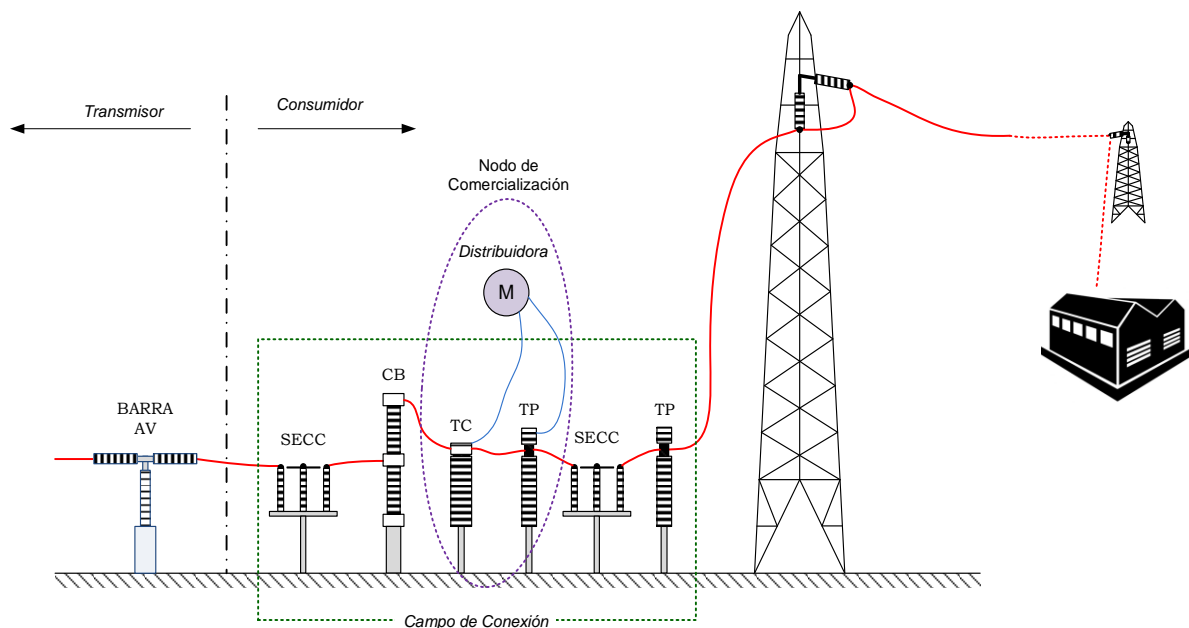 Transmisor
Consumidor
Nodo de
Comercialización
Distribuidora
M
CB
BARRA
AV
SECC
TC
TP
SECC
TP
Campo de Conexión